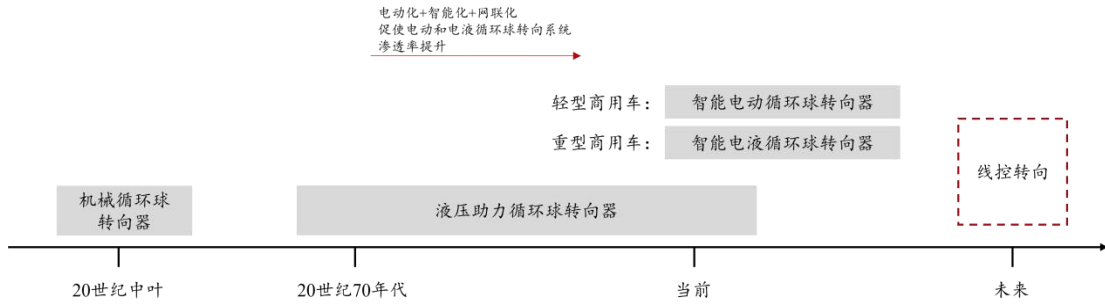 电动化+智能化+网联化
促使电动和电液循环球转向系统
渗透率提升
轻型商用车：
智能电动循环球转向器
重型商用车：
智能电液循环球转向器
线控转向
机械循环球
转向器
液压助力循环球转向器
20世纪中叶
20世纪70年代
当前
未来